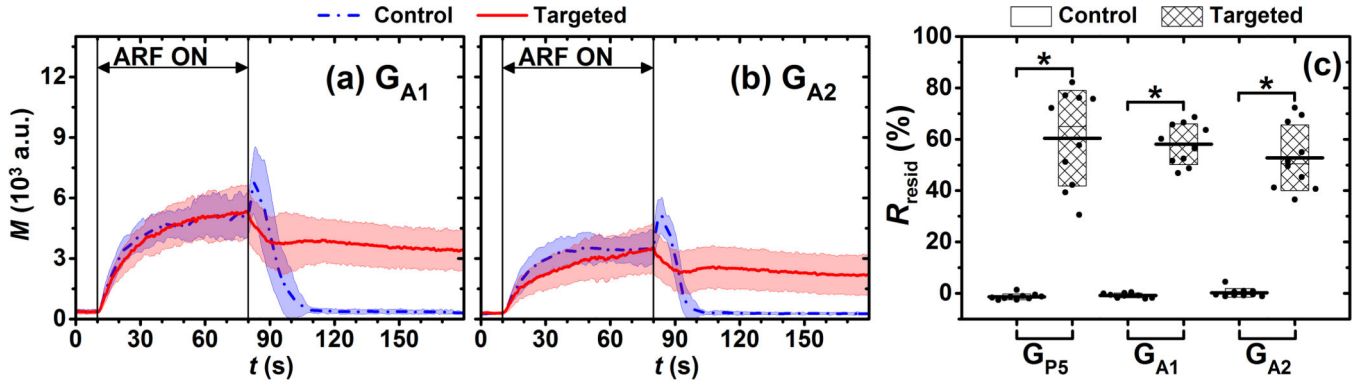 Control Targeted
Control Targeted
ARF ON
(a) G_A1
ARF ON
(b) G_A2
(c)
M (10³ a.u.)
12
9
6
3
0
0 30 60 90 120 150
t (s)
0 30 60 90 120 150
t (s)
R_resid (%)
100
80
60
40
20
0
* * *
G_P5 G_A1 G_A2